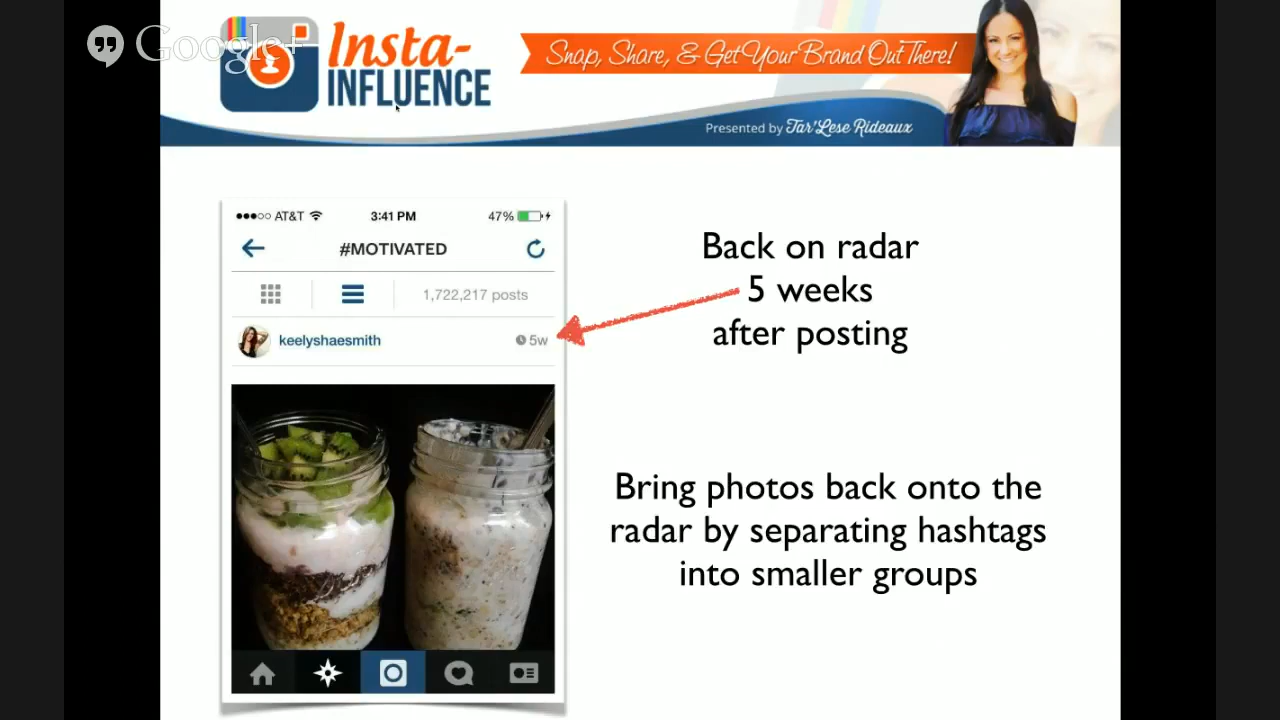 Google+
Insta-
INFLUENCE
Snap, Share, & Get Your Brand Out There!
Presented by Tar'Lese Rideaux
AT&T 3:41 PM 47%
#MOTIVATED
1,722,217 posts
keelyshaesmith 5w
Back on radar
5 weeks
after posting
Bring photos back onto the
radar by separating hashtags
into smaller groups